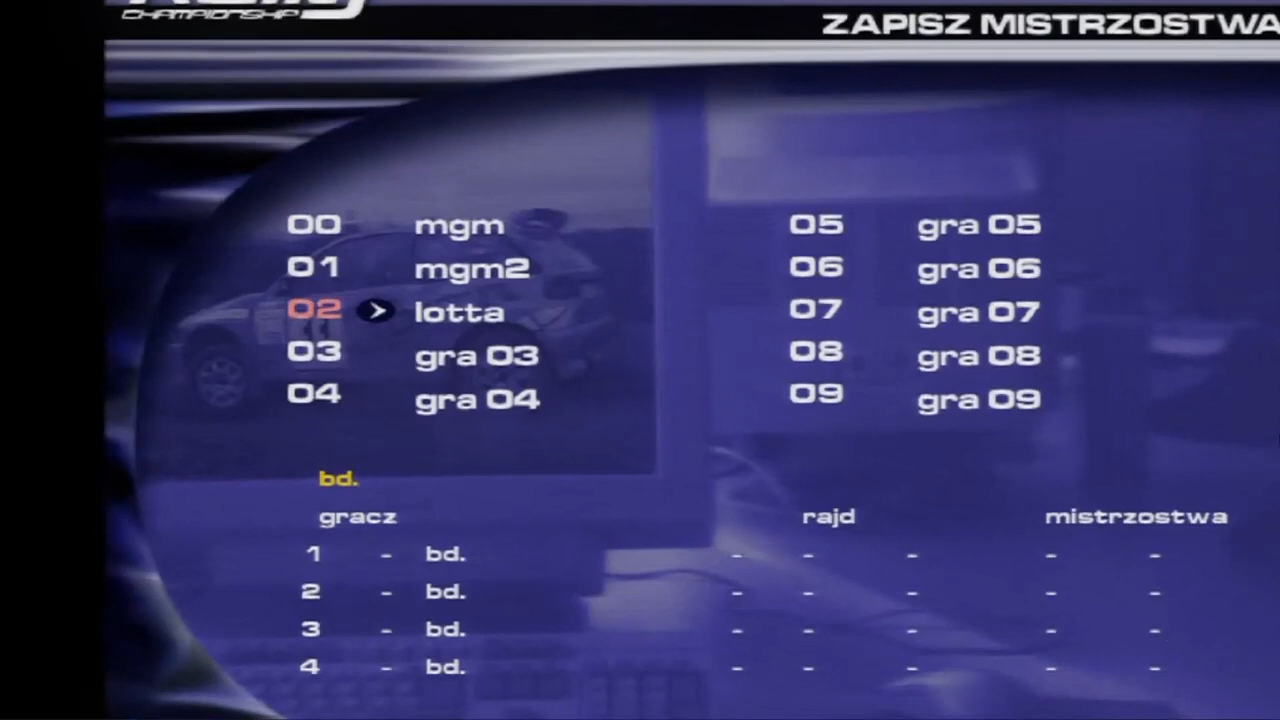 CHAMPIONSHIP
ZAPISZ MISTRZOSTWA
00 mgm
01 mgm2
02 lotta
03 gra 03
04 gra 04
05 gra 05
06 gra 06
07 gra 07
08 gra 08
09 gra 09
bd.
gracz rajd mistrzostwa
1 - bd. - - - - -
2 - bd. - - - - -
3 - bd. - - - - -
4 - bd. - - - - -